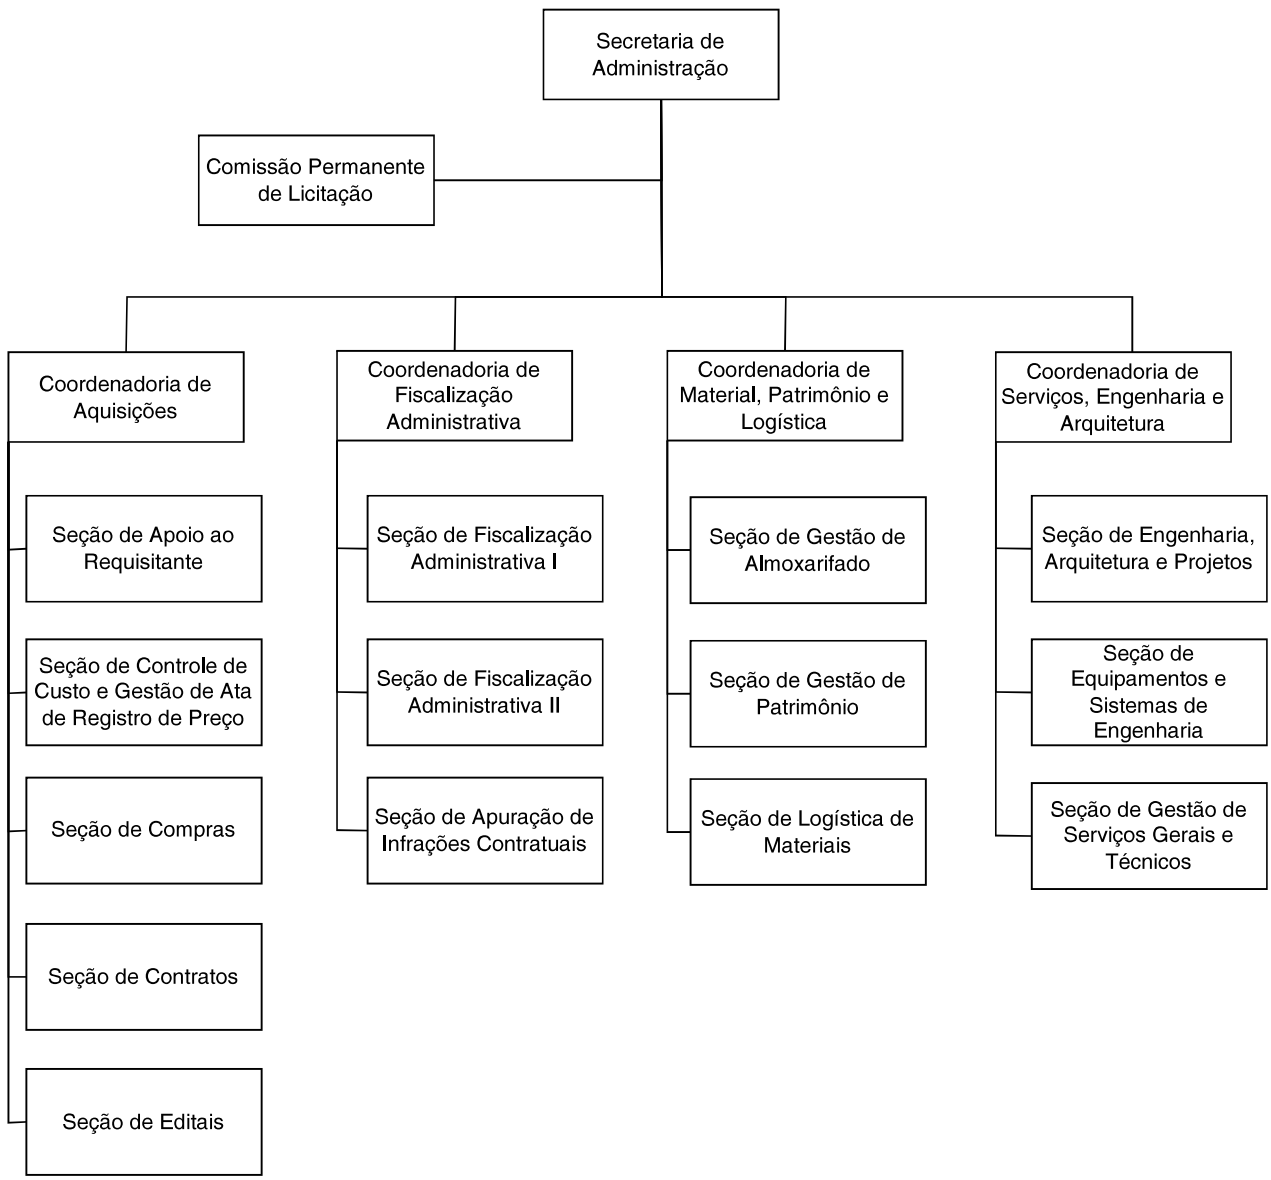 Secretaria de
Administração
Comissão Permanente
de Licitação
Coordenadoria de
Aquisições
Coordenadoria de
Fiscalização
Administrativa
Coordenadoria de
Material, Patrimônio e
Logística
Coordenadoria de
Serviços, Engenharia e
Arquitetura
Seção de Apoio ao
Requisitante
Seção de Controle de
Custo e Gestão de Ata
de Registro de Preço
Seção de Compras
Seção de Contratos
Seção de Editais
Seção de Fiscalização
Administrativa I
Seção de Fiscalização
Administrativa II
Seção de Apuração de
Infrações Contratuais
Seção de Gestão de
Almoxarifado
Seção de Gestão de
Patrimônio
Seção de Logística de
Materiais
Seção de Engenharia,
Arquitetura e Projetos
Seção de
Equipamentos e
Sistemas de
Engenharia
Seção de Gestão de
Serviços Gerais e
Técnicos